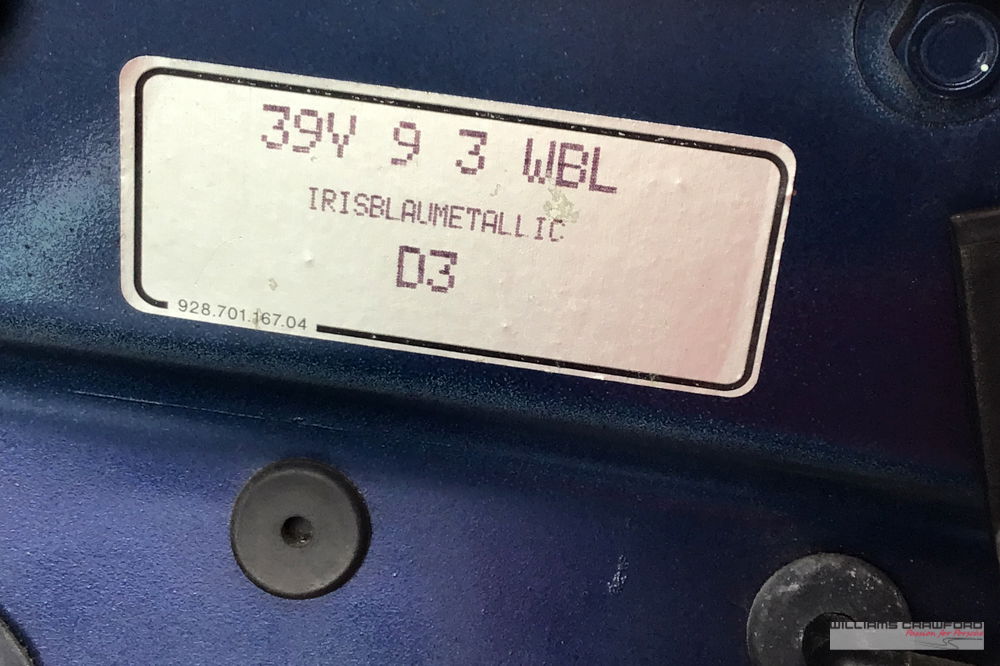 39V 9 3 WBL
IRISBLAUMETALLIC
D3
928.701.167.04
WILLIAMS CRAWFORD
Passion for Porsche